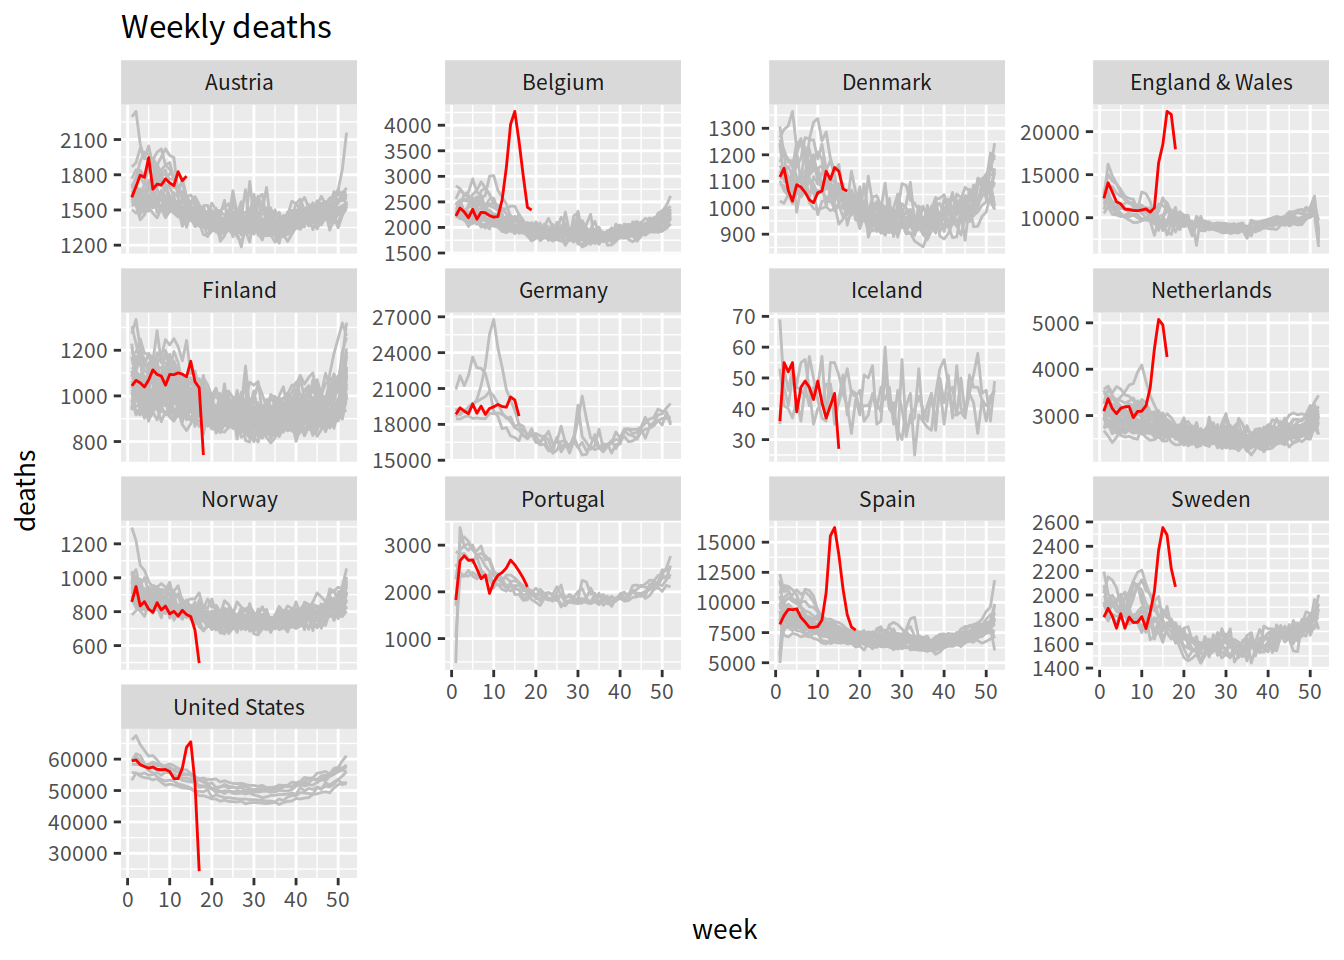 Weekly deaths
Austria
Belgium
Denmark
England & Wales
2100
1800
1500
1200
4000
3500
3000
2500
2000
1500
1300
1200
1100
1000
900
20000
15000
10000
Finland
Germany
Iceland
Netherlands
1200
1000
800
27000
24000
21000
18000
15000
70
60
50
40
30
5000
4000
3000
Norway
Portugal
Spain
Sweden
1200
1000
800
600
3000
2000
1000
15000
12500
10000
7500
5000
2600
2400
2200
2000
1800
1600
1400
0 10 20 30 40 50
0 10 20 30 40 50
0 10 20 30 40 50
United States
60000
50000
40000
30000
0 10 20 30 40 50
deaths
week